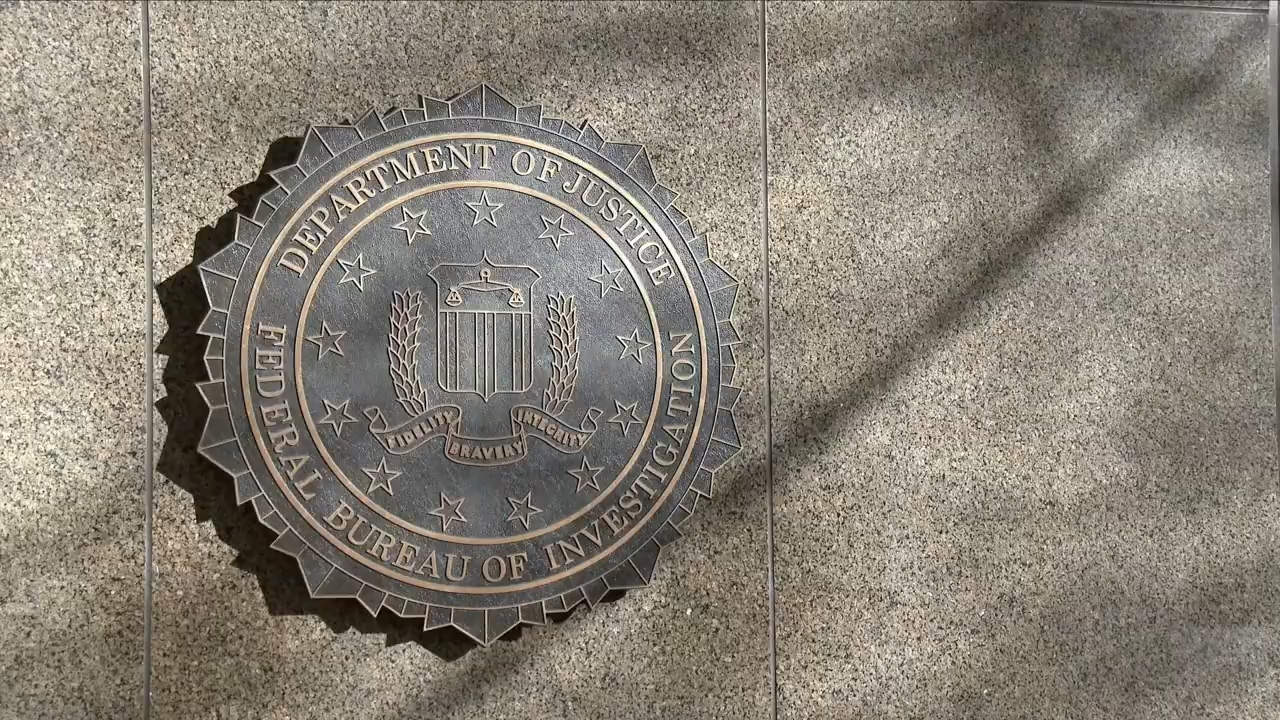 DEPARTMENT OF JUSTICE
FEDERAL BUREAU OF INVESTIGATION
FIDELITY
BRAVERY
INTEGRITY